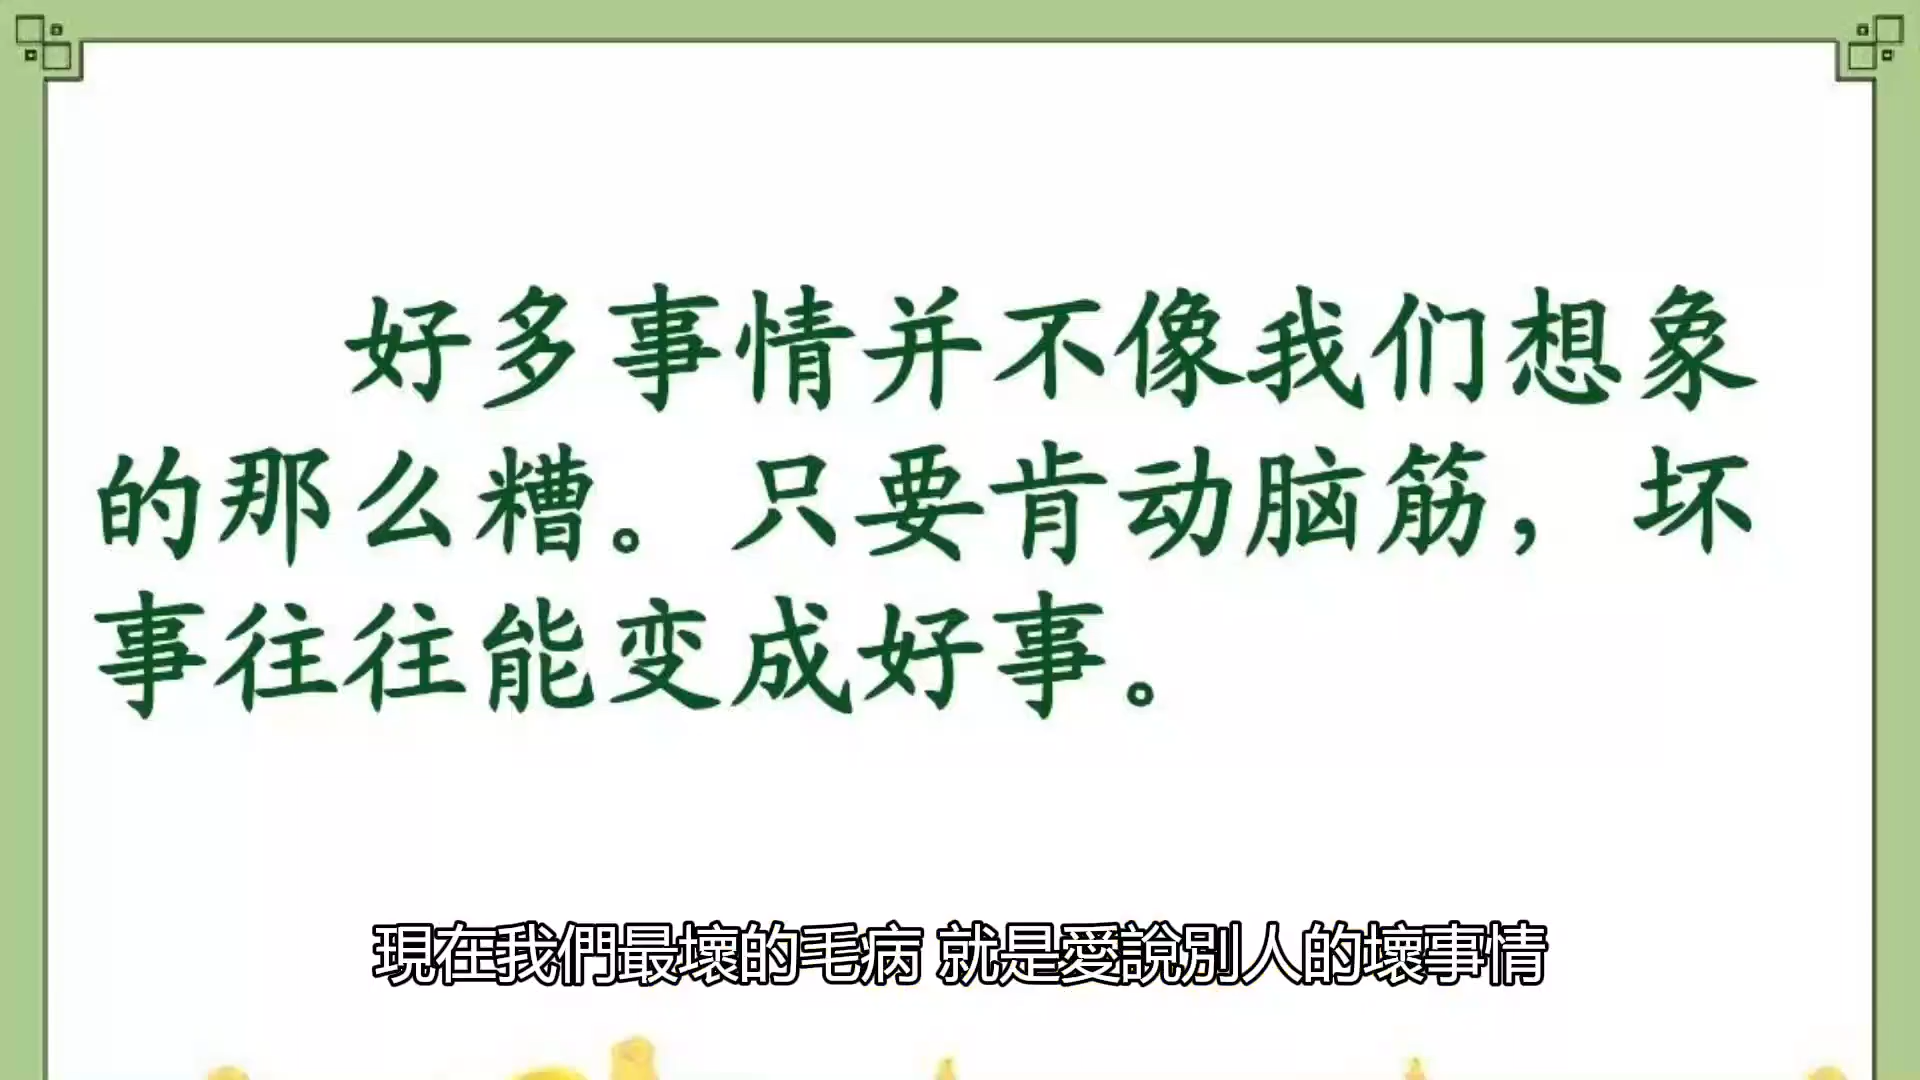 好多事情并不像我们想象
的那么糟。只要肯动脑筋，坏
事往往能变成好事。
現在我們最壞的毛病 就是愛說別人的壞事情